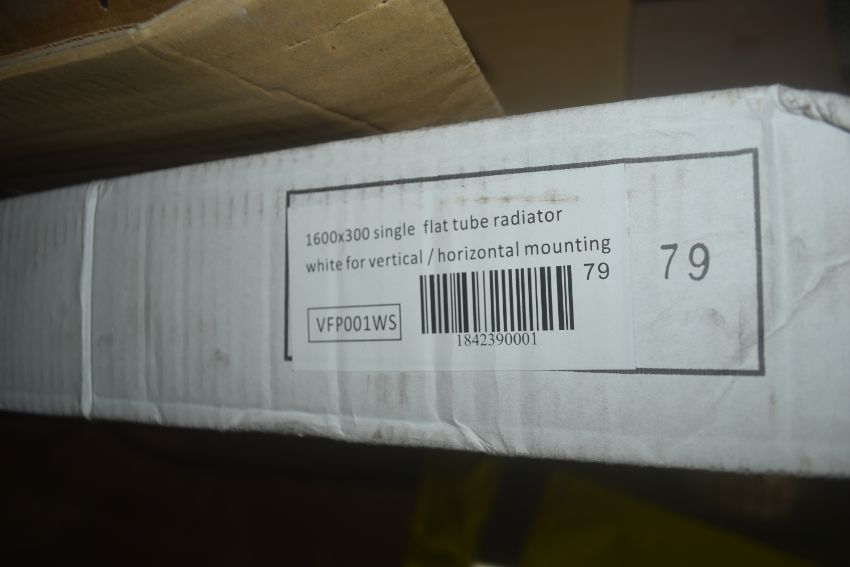 1600x300 single flat tube radiator
white for vertical / horizontal mounting
79
79
VFP001WS
1842390001